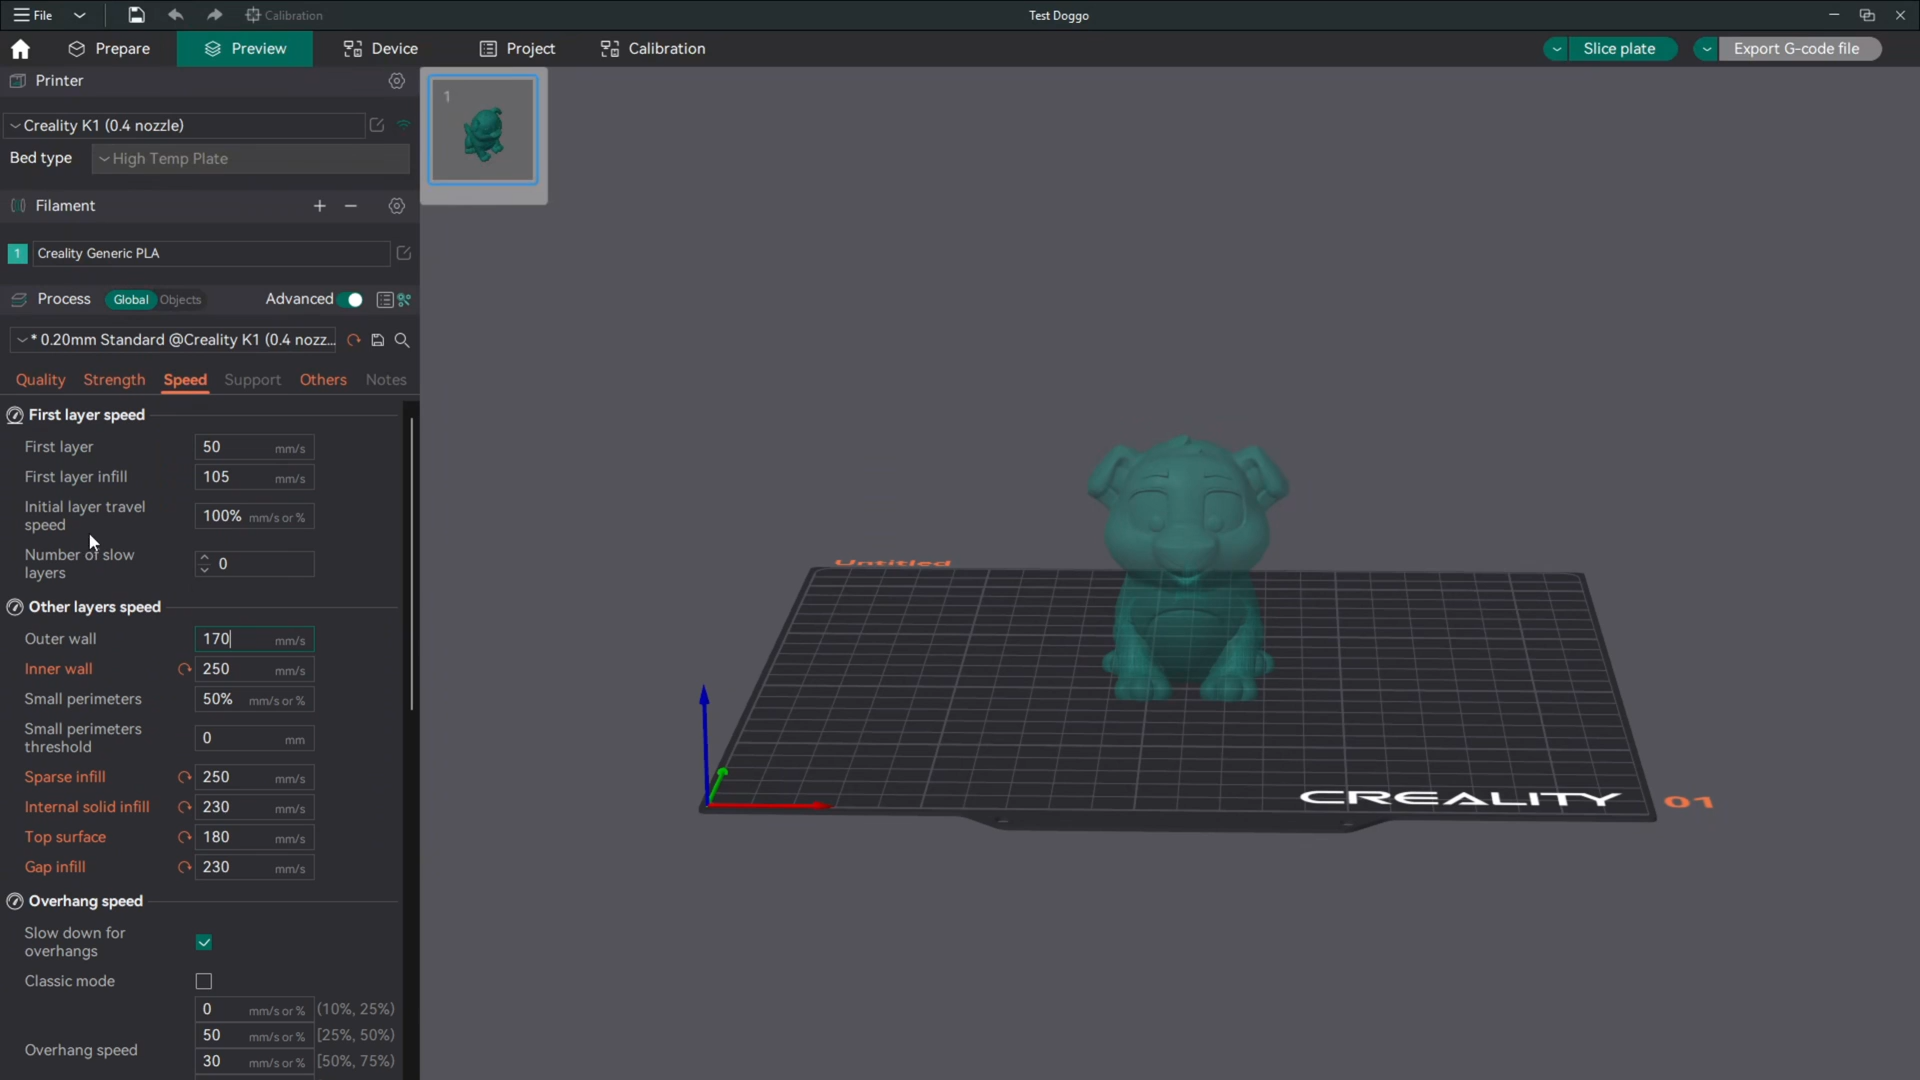 File
Calibration
Test Doggo
Prepare
Preview
Device
Project
Calibration
Slice plate
Export G-code file
Printer
Creality K1 (0.4 nozzle)
Bed type
High Temp Plate
Filament
1 Creality Generic PLA
Process Global Objects Advanced
* 0.20mm Standard @Creality K1 (0.4 nozz...
Quality Strength Speed Support Others Notes
First layer speed
First layer 50 mm/s
First layer infill 105 mm/s
Initial layer travel
speed
100% mm/s or %
Number of slow
layers
0
Other layers speed
Outer wall 170 mm/s
Inner wall 250 mm/s
Small perimeters 50% mm/s or %
Small perimeters
threshold
0 mm
Sparse infill 250 mm/s
Internal solid infill 230 mm/s
Top surface 180 mm/s
Gap infill 230 mm/s
Overhang speed
Slow down for
overhangs
Classic mode
0 mm/s or % (10%, 25%)
50 mm/s or % [25%, 50%)
Overhang speed
30 mm/s or % [50%, 75%)
1
Untitled
CREALITY
01